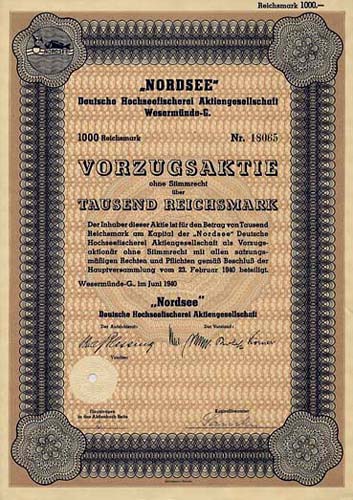 Reichsmark 1000,—
„NORDSEE"
Deutsche Hochseefischerei Aktiengesellschaft
Wesermünde-G.
1000 Reichsmark Nr. 18065
VORZUGSAKTIE
ohne Stimmrecht
über
TAUSEND REICHSMARK
Der Inhaber dieser Aktie ist für den Betrag von Tausend
Reichsmark am Kapital der „Nordsee" Deutsche
Hochseefischerei Aktiengesellschaft als Vorzugs-
aktionär ohne Stimmrecht mit allen satzungs-
mäßigen Rechten und Pflichten gemäß Beschluß der
Hauptversammlung vom 23. Februar 1940 beteiligt.
Wesermünde-G., im Juni 1940
„Nordsee"
Deutsche Hochseefischerei Aktiengesellschaft
Der Aufsichtsrat: Der Vorstand:
Vorsitzer
Eingetragen
in das Aktienbuch Seite